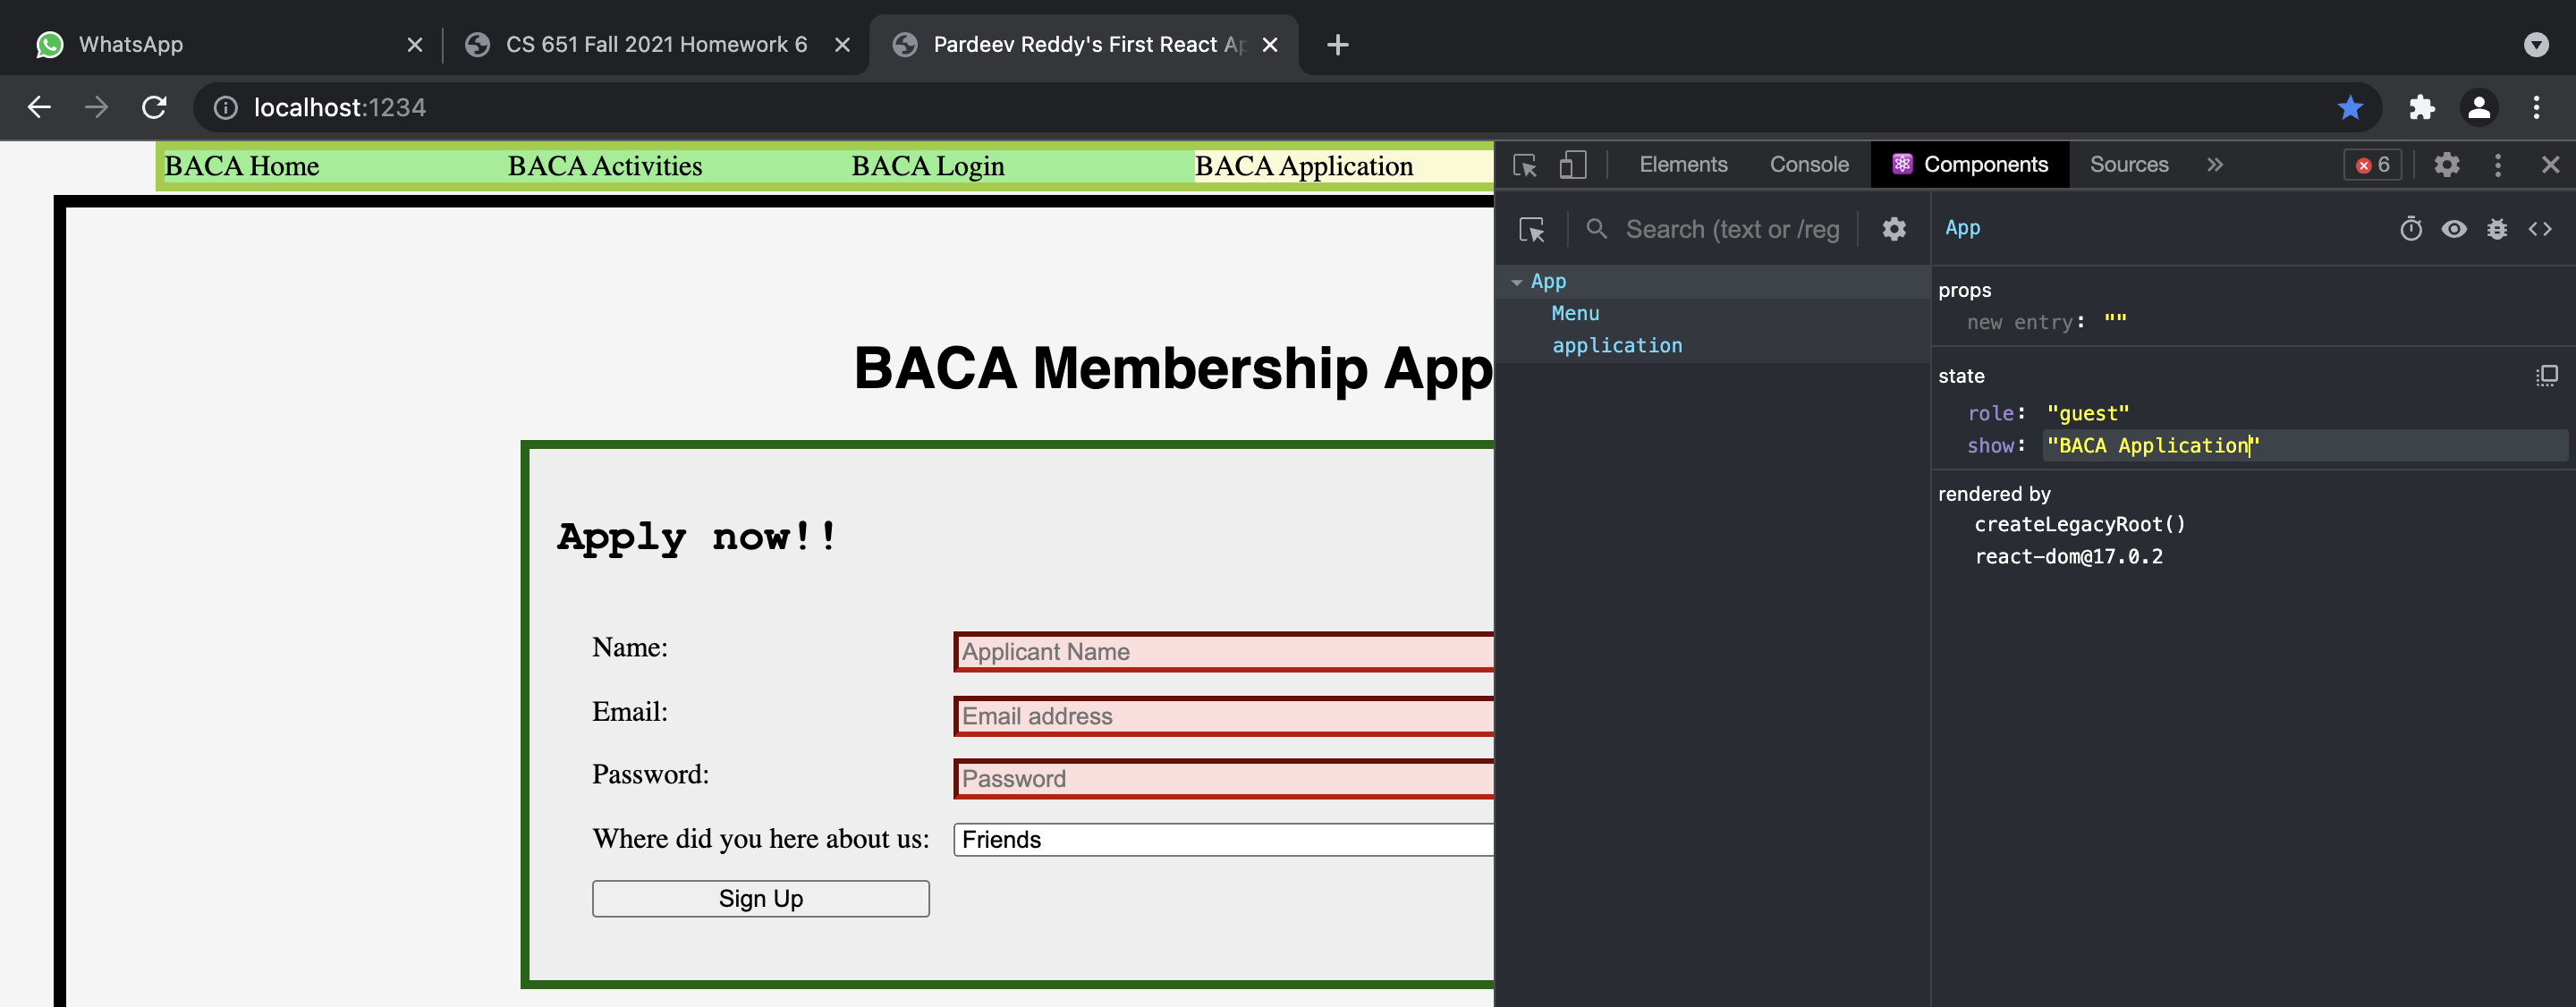 WhatsApp
CS 651 Fall 2021 Homework 6
Pardeev Reddy's First React Ap
localhost:1234
BACA Home BACA Activities BACA Login BACA Application
Elements Console Components Sources » 6
Search (text or /reg
App
App
Menu
application
props
new entry: ""
state
role: "guest"
show: "BACA Application"
rendered by
createLegacyRoot()
react-dom@17.0.2
BACA Membership App
Apply now!!
Name: Applicant Name
Email: Email address
Password: Password
Where did you here about us: Friends
Sign Up